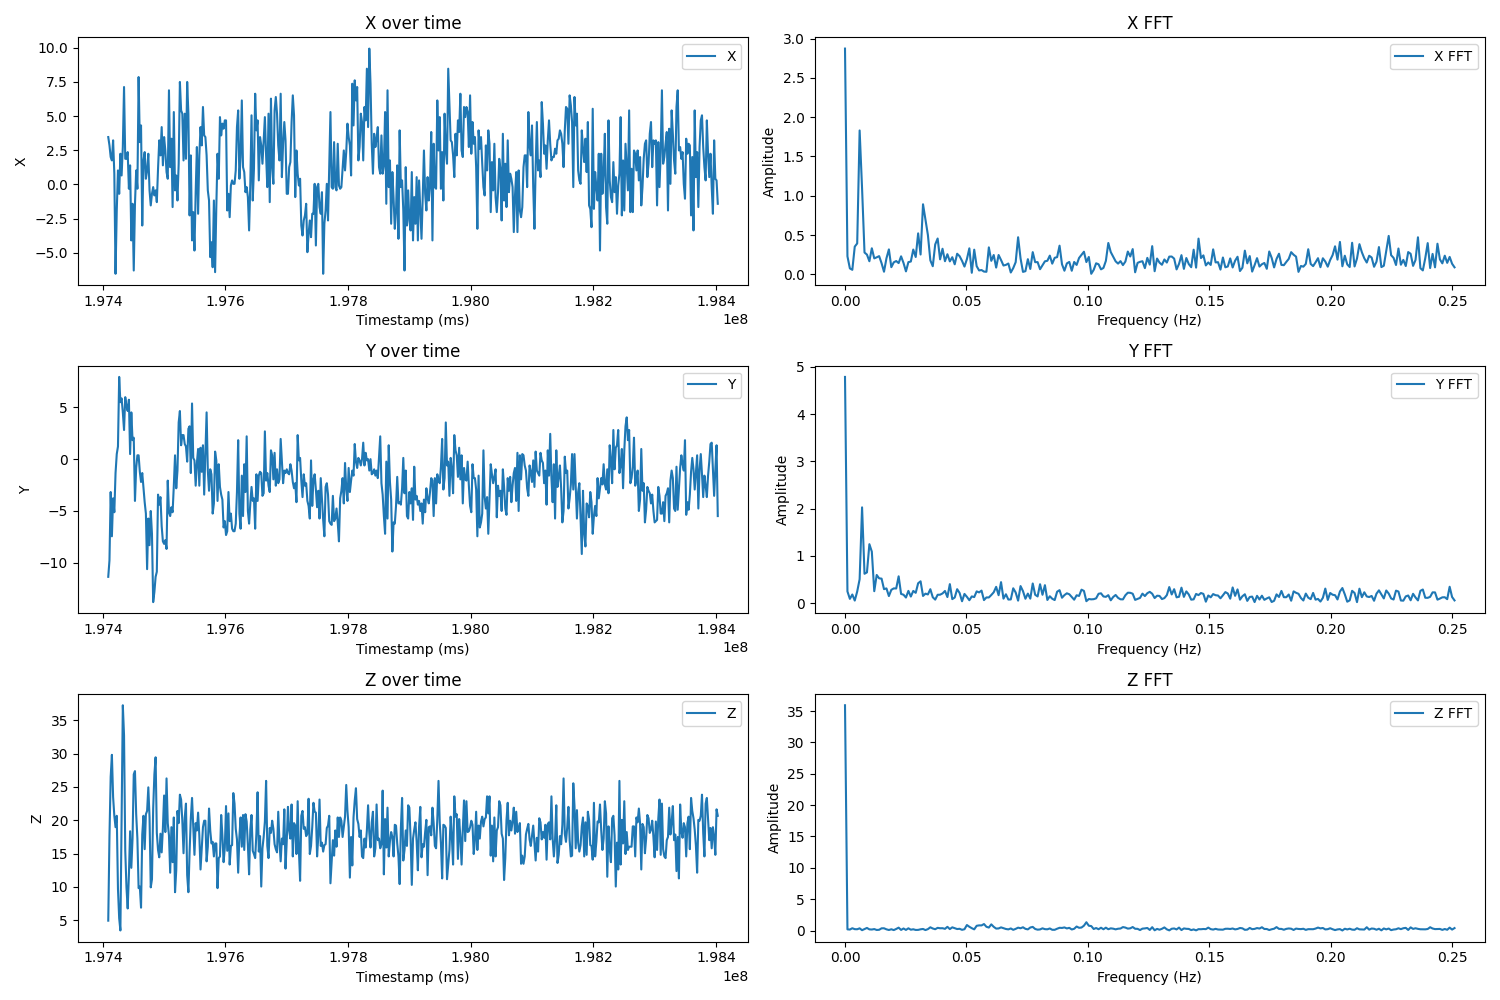 X over time
X
10.0
7.5
5.0
2.5
0.0
−2.5
−5.0
X
1.974 1.976 1.978 1.980 1.982 1.984
1e8
Timestamp (ms)
X FFT
X FFT
3.0
2.5
2.0
1.5
1.0
0.5
0.0
Amplitude
0.00 0.05 0.10 0.15 0.20 0.25
Frequency (Hz)
Y over time
Y
5
0
−5
−10
Y
1.974 1.976 1.978 1.980 1.982 1.984
1e8
Timestamp (ms)
Y FFT
Y FFT
5
4
3
2
1
0
Amplitude
0.00 0.05 0.10 0.15 0.20 0.25
Frequency (Hz)
Z over time
Z
35
30
25
20
15
10
5
Z
1.974 1.976 1.978 1.980 1.982 1.984
1e8
Timestamp (ms)
Z FFT
Z FFT
35
30
25
20
15
10
5
0
Amplitude
0.00 0.05 0.10 0.15 0.20 0.25
Frequency (Hz)